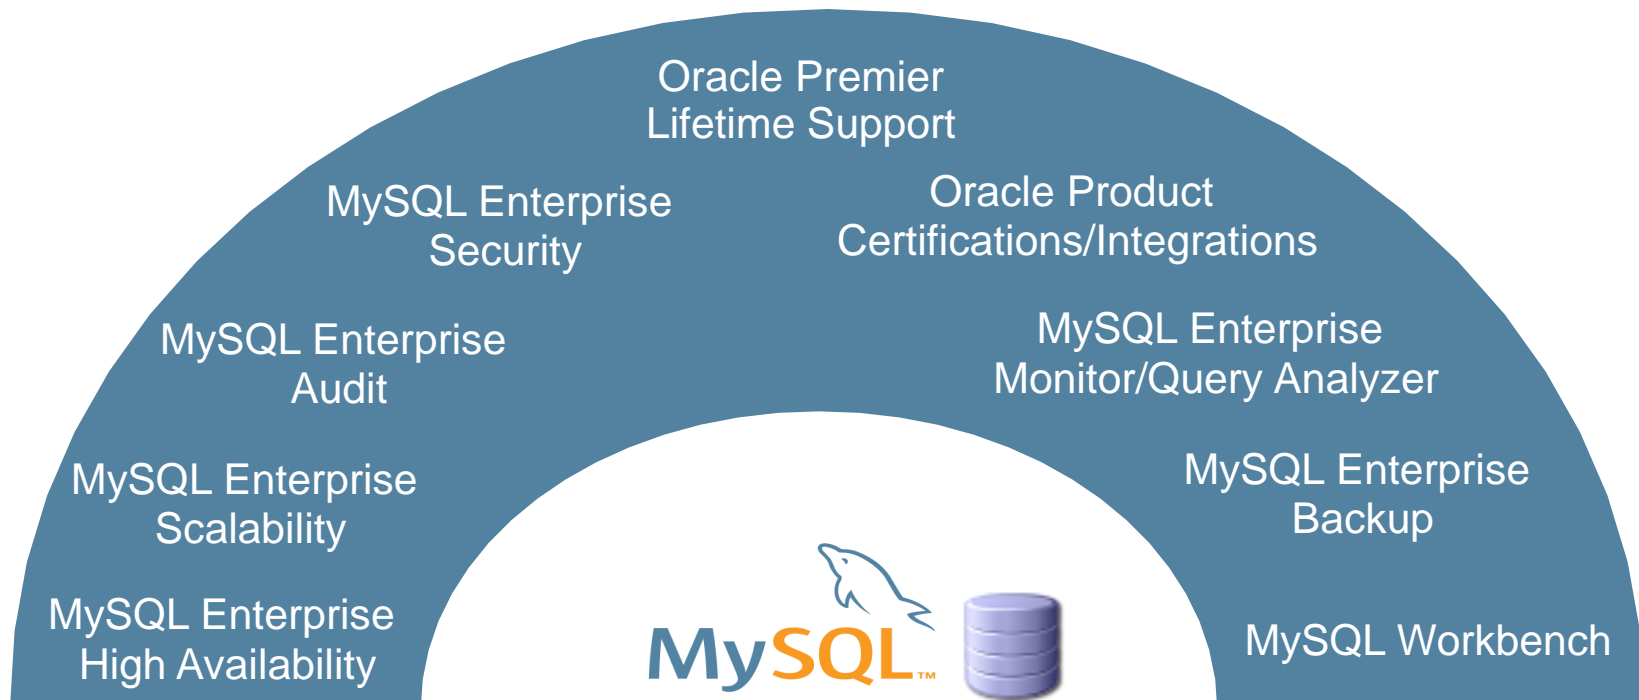 Oracle Premier
Lifetime Support
MySQL Enterprise
Security
Oracle Product
Certifications/Integrations
MySQL Enterprise
Audit
MySQL Enterprise
Monitor/Query Analyzer
MySQL Enterprise
Scalability
MySQL Enterprise
Backup
MySQL Enterprise
High Availability
MySQL™
MySQL Workbench